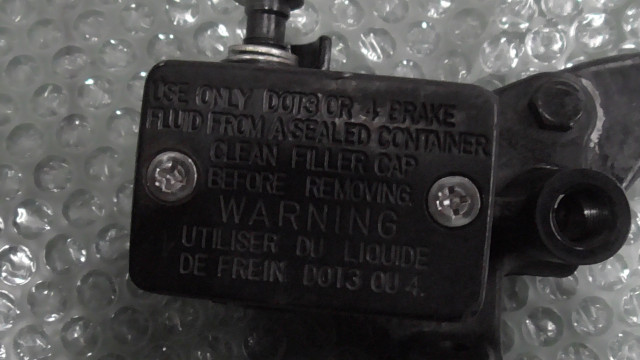 USE ONLY DOT3 OR 4 BRAKE
FLUID FROM A SEALED CONTAINER
CLEAN FILLER CAP
BEFORE REMOVING.
WARNING
UTILISER DU LIQUIDE
DE FREIN DOT3 OU 4.